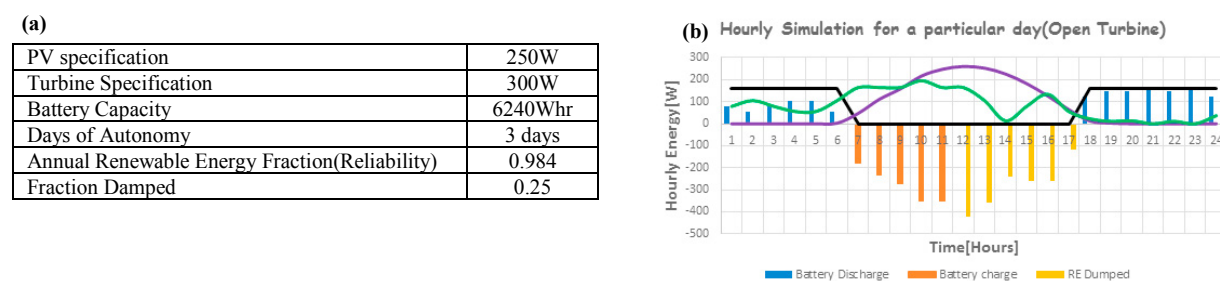 (a)
PV specification 250W
Turbine Specification 300W
Battery Capacity 6240Whr
Days of Autonomy 3 days
Annual Renewable Energy Fraction(Reliability) 0.984
Fraction Damped 0.25
(b) Hourly Simulation for a particular day(Open Turbine)
Hourly Energy[W]
300
200
100
0
-100
-200
-300
-400
-500
1 2 3 4 5 6 7 8 9 10 11 12 13 14 15 16 17 18 19 20 21 22 23 24
Time[Hours]
Battery Discharge Battery charge RE Dumped